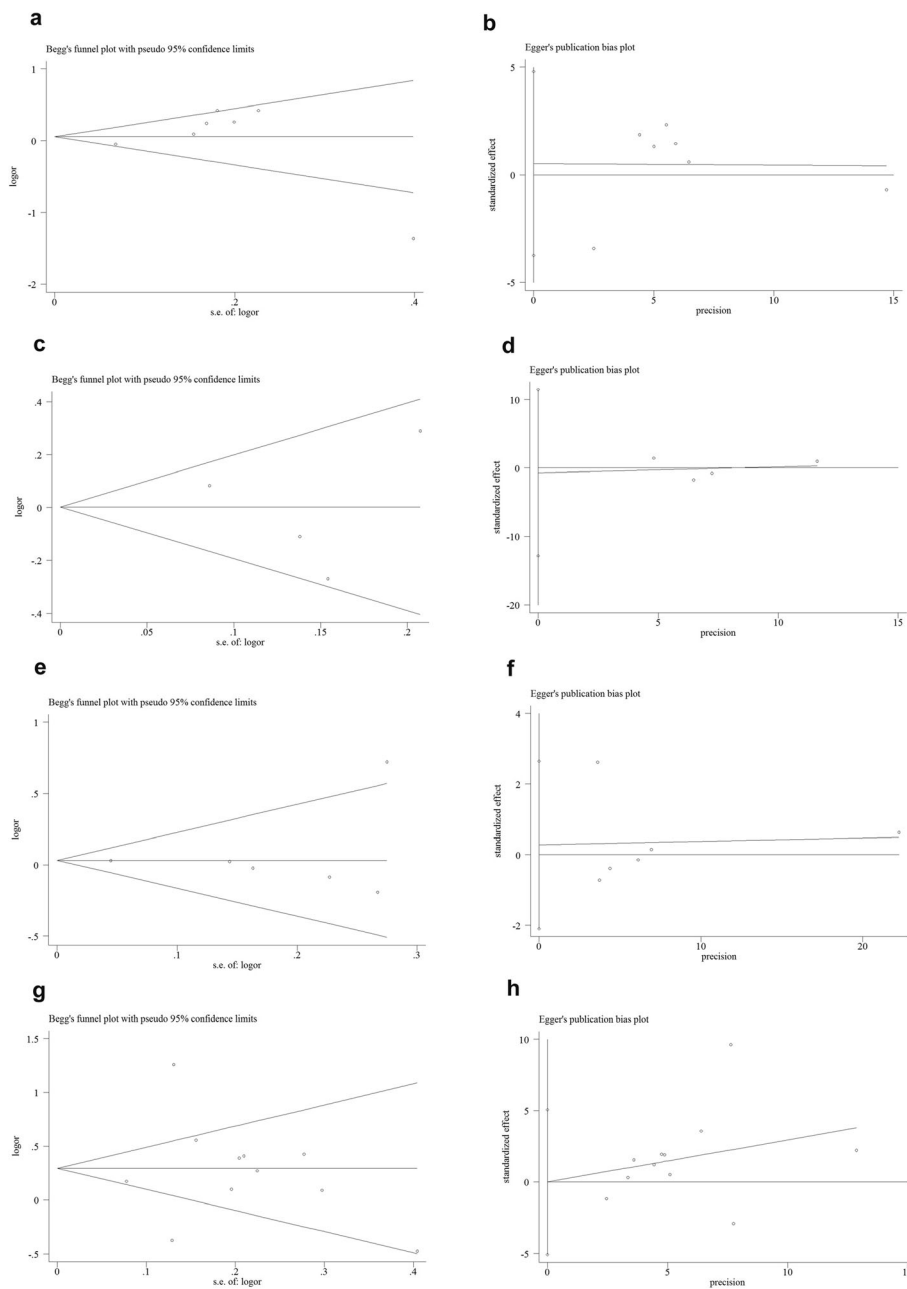 a
Begg's funnel plot with pseudo 95% confidence limits
1
0
-1
-2
logor
0
.2
.4
s.e. of: logor
b
Egger's publication bias plot
5
0
-5
standardized effect
0
5
10
15
precision
c
Begg's funnel plot with pseudo 95% confidence limits
.4
.2
0
-.2
-.4
logor
0
.05
.1
.15
.2
s.e. of: logor
d
Egger's publication bias plot
10
0
-10
-20
standardized effect
0
5
10
15
precision
e
Begg's funnel plot with pseudo 95% confidence limits
1
.5
0
-.5
logor
0
.1
.2
.3
s.e. of: logor
f
Egger's publication bias plot
4
2
0
-2
standardized effect
0
10
20
precision
g
Begg's funnel plot with pseudo 95% confidence limits
1.5
1
.5
0
-.5
logor
0
.1
.2
.3
.4
s.e. of: logor
h
Egger's publication bias plot
10
5
0
-5
standardized effect
0
5
10
15
precision